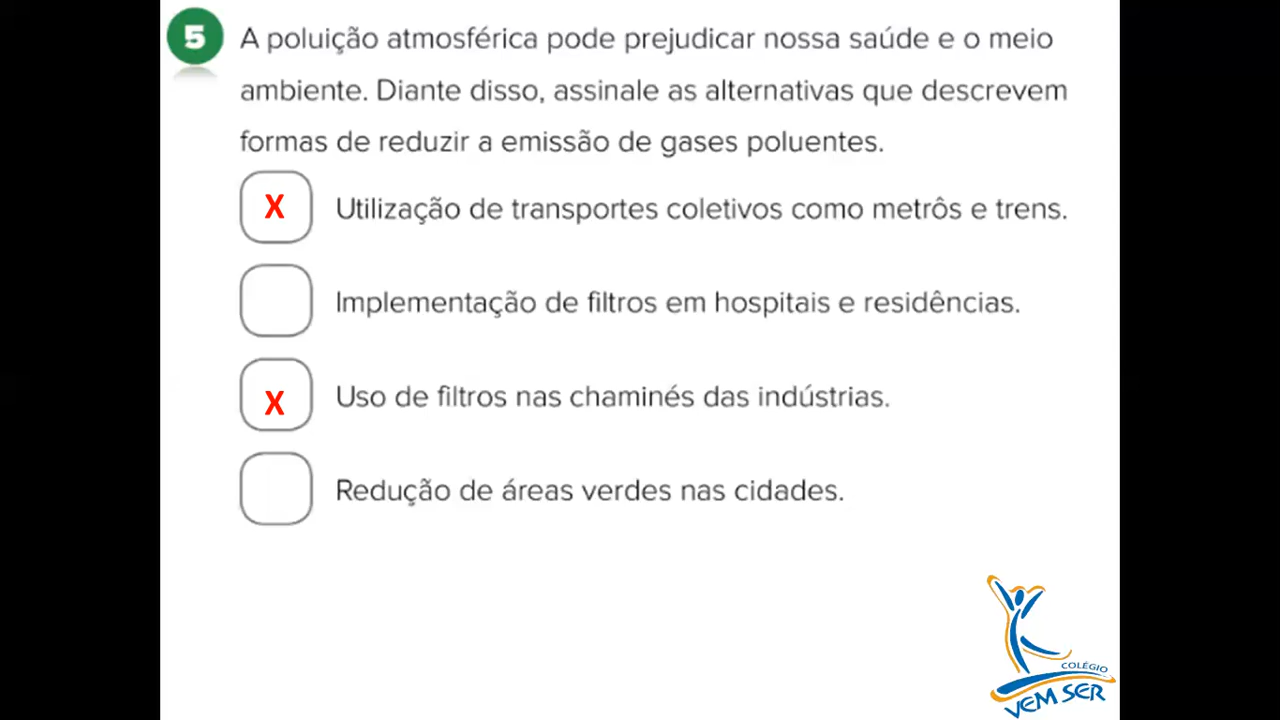 5 A poluição atmosférica pode prejudicar nossa saúde e o meio
ambiente. Diante disso, assinale as alternativas que descrevem
formas de reduzir a emissão de gases poluentes.
X Utilização de transportes coletivos como metrôs e trens.
Implementação de filtros em hospitais e residências.
X Uso de filtros nas chaminés das indústrias.
Redução de áreas verdes nas cidades.
COLÉGIO
VEM SER